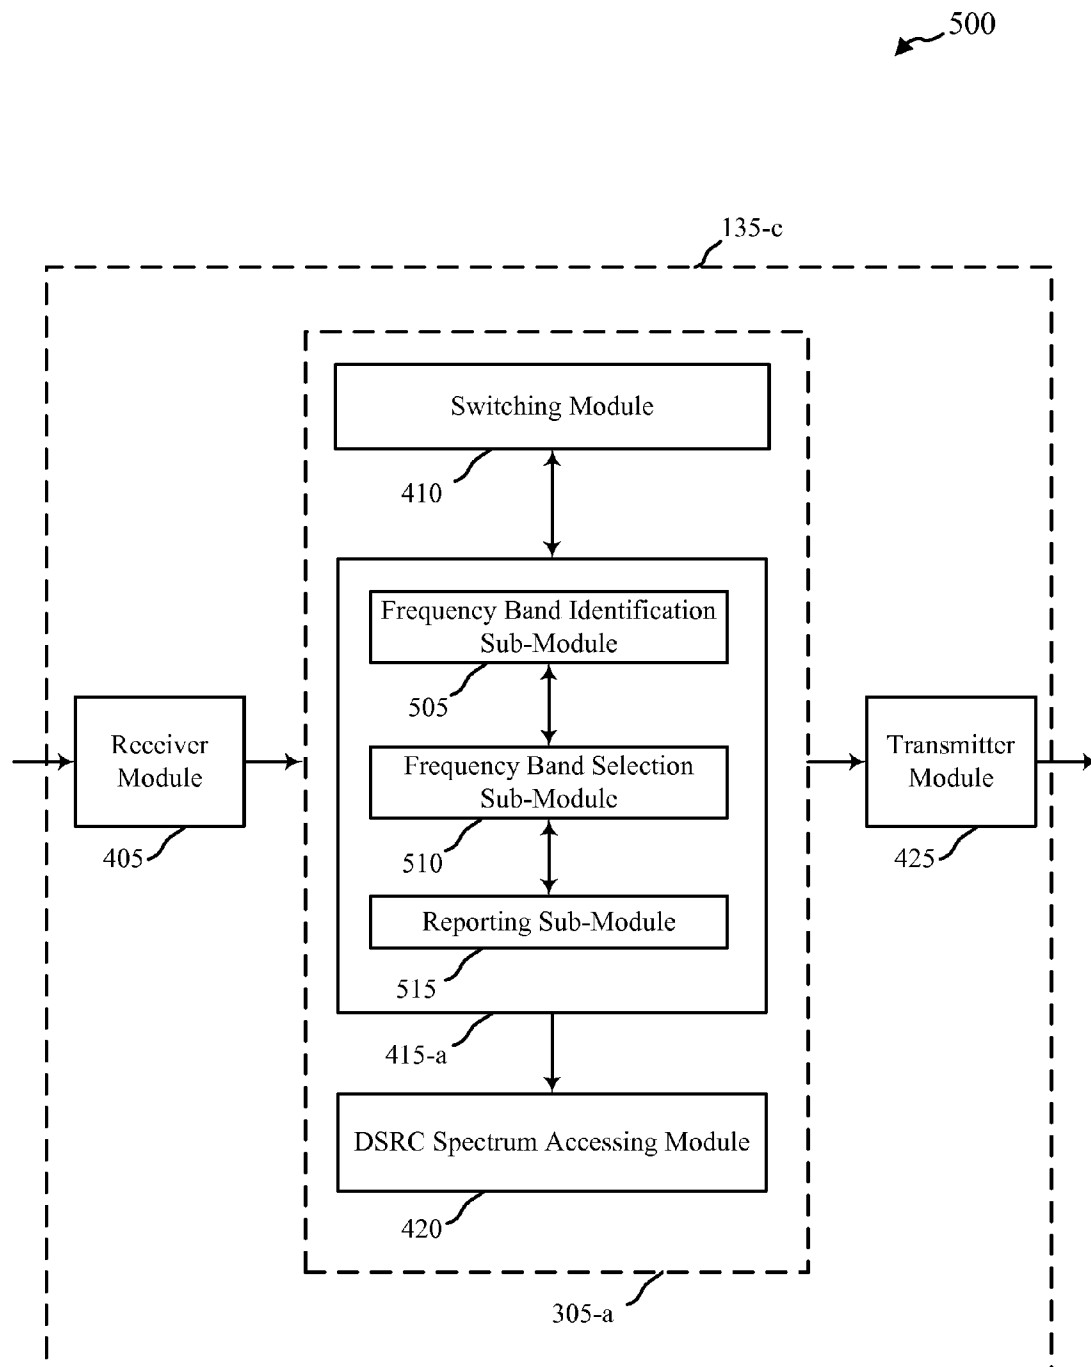 500
135-c
Switching Module
410
Frequency Band Identification
Sub-Module
505
Receiver
Module
405
Frequency Band Selection
Sub-Module
510
Transmitter
Module
425
Reporting Sub-Module
515
415-a
DSRC Spectrum Accessing Module
420
305-a